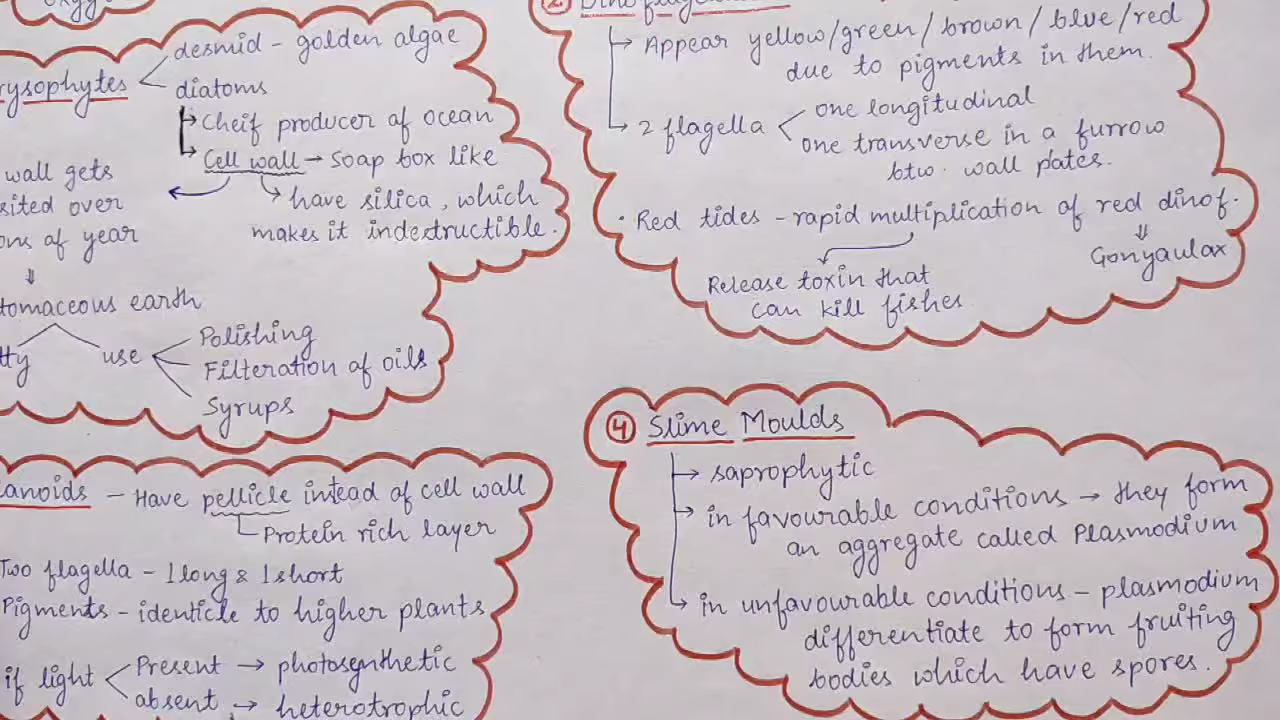 rysophytes
desmid - golden algae
diatoms
Cheif producer of ocean
Cell wall → Soap box like
have silica, which
makes it indestructible.
wall gets
sited over
ons of year
⇓
tomaceous earth
tty
use
Polishing
Filteration of oils
Syrups
②
Appear yellow/green/brown/blue/red
due to pigments in them.
2 flagella
one longitudinal
one transverse in a furrow
btw. wall plates.
• Red tides - rapid multiplication of red dinof.
⇓
Gonyaulax
Release toxin that
can kill fishes
anoids - Have pellicle instead of cell wall
Protein rich layer
Two flagella - 1 long & 1 short
Pigments - identicle to higher plants
if light
Present → photosynthetic
absent → heterotrophic
④ Slime Moulds
→ saprophytic
→ in favourable conditions → they form
an aggregate called Plasmodium
→ in unfavourable conditions - plasmodium
differentiate to form fruiting
bodies which have spores.